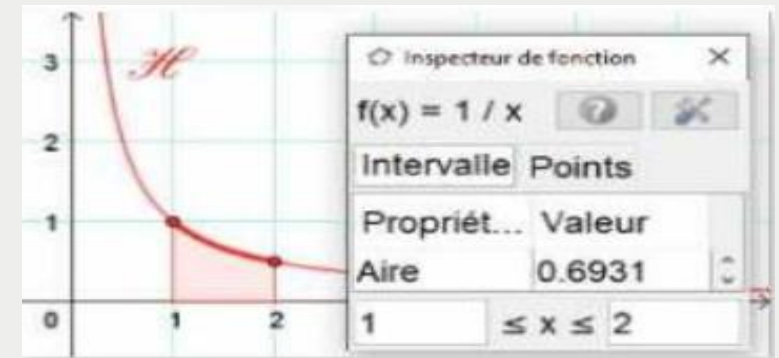 3
ℋ
2
1
0
1
2
Inspecteur de fonction
f(x) = 1 / x
Intervalle Points
Propriét... Valeur
Aire 0.6931
1 ≤ x ≤ 2